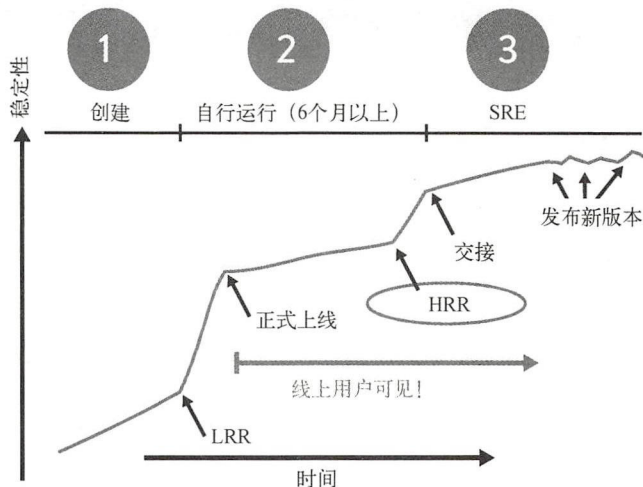 1
2
3
创建
自行运行（6个月以上）
SRE
稳定性
发布新版本
交接
HRR
正式上线
线上用户可见！
LRR
时间